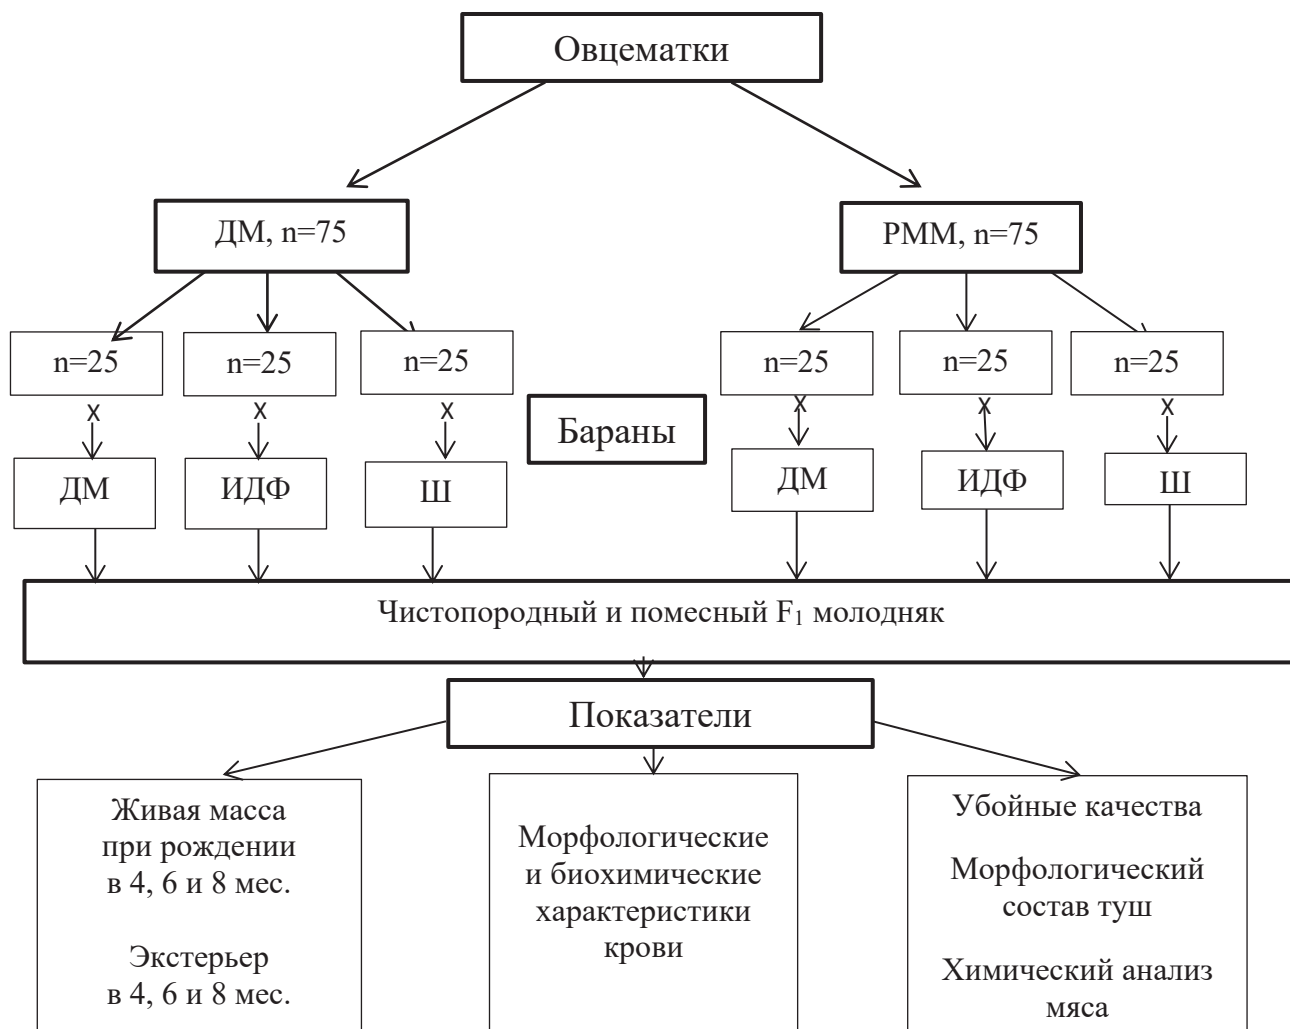 Овцематки
ДМ, n=75
РММ, n=75
n=25
n=25
n=25
n=25
n=25
n=25
х
х
х
х
х
х
Бараны
ДМ
ИДФ
Ш
ДМ
ИДФ
Ш
Чистопородный и помесный F₁ молодняк
Показатели
Живая масса
при рождении
в 4, 6 и 8 мес.
Экстерьер
в 4, 6 и 8 мес.
Морфологические
и биохимические
характеристики
крови
Убойные качества
Морфологический
состав туш
Химический анализ
мяса